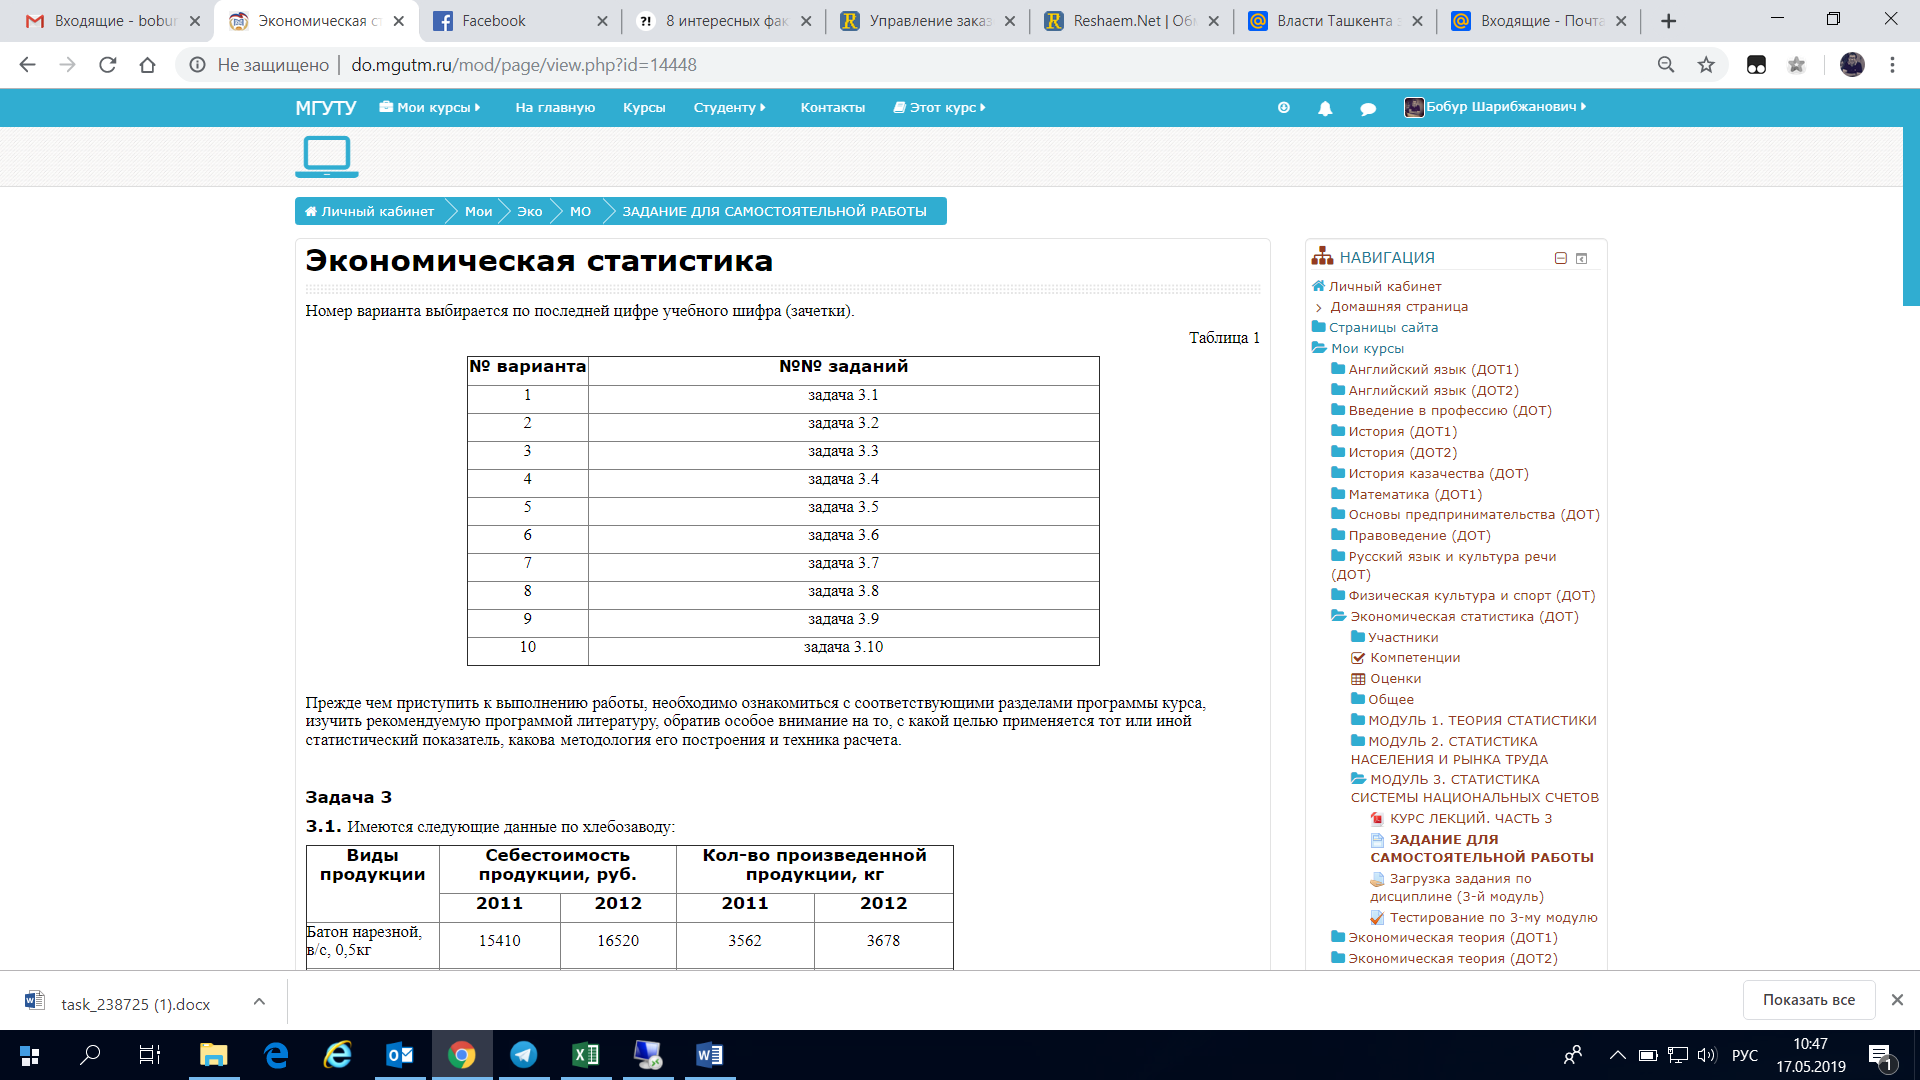 Входящие - bobur
Экономическая ст
Facebook
8 интересных фак
Управление заказ
Reshaem.Net | Об
Власти Ташкента з
Входящие - Почта
Не защищено | do.mgutm.ru/mod/page/view.php?id=14448
МГУТУ Мои курсы На главную Курсы Студенту Контакты Этот курс Бобур Шарибжанович
Личный кабинет Мои Эко МО ЗАДАНИЕ ДЛЯ САМОСТОЯТЕЛЬНОЙ РАБОТЫ
Экономическая статистика
Номер варианта выбирается по последней цифре учебного шифра (зачетки).
Таблица 1
№ варианта №№ заданий
1 задача 3.1
2 задача 3.2
3 задача 3.3
4 задача 3.4
5 задача 3.5
6 задача 3.6
7 задача 3.7
8 задача 3.8
9 задача 3.9
10 задача 3.10
Прежде чем приступить к выполнению работы, необходимо ознакомиться с соответствующими разделами программы курса,
изучить рекомендуемую программой литературу, обратив особое внимание на то, с какой целью применяется тот или иной
статистический показатель, какова методология его построения и техника расчета.
Задача 3
3.1. Имеются следующие данные по хлебозаводу:
Виды продукции Себестоимость продукции, руб. Кол-во произведенной продукции, кг
2011 2012 2011 2012
Батон нарезной,
в/с, 0,5кг 15410 16520 3562 3678
НАВИГАЦИЯ
Личный кабинет
Домашняя страница
Страницы сайта
Мои курсы
Английский язык (ДОТ1)
Английский язык (ДОТ2)
Введение в профессию (ДОТ)
История (ДОТ1)
История (ДОТ2)
История казачества (ДОТ)
Математика (ДОТ1)
Основы предпринимательства (ДОТ)
Правоведение (ДОТ)
Русский язык и культура речи
(ДОТ)
Физическая культура и спорт (ДОТ)
Экономическая статистика (ДОТ)
Участники
Компетенции
Оценки
Общее
МОДУЛЬ 1. ТЕОРИЯ СТАТИСТИКИ
МОДУЛЬ 2. СТАТИСТИКА
НАСЕЛЕНИЯ И РЫНКА ТРУДА
МОДУЛЬ 3. СТАТИСТИКА
СИСТЕМЫ НАЦИОНАЛЬНЫХ СЧЕТОВ
КУРС ЛЕКЦИЙ. ЧАСТЬ 3
ЗАДАНИЕ ДЛЯ
САМОСТОЯТЕЛЬНОЙ РАБОТЫ
Загрузка задания по
дисциплине (3-й модуль)
Тестирование по 3-му модулю
Экономическая теория (ДОТ1)
Экономическая теория (ДОТ2)
task_238725 (1).docx
Показать все
РУС
10:47
17.05.2019
1